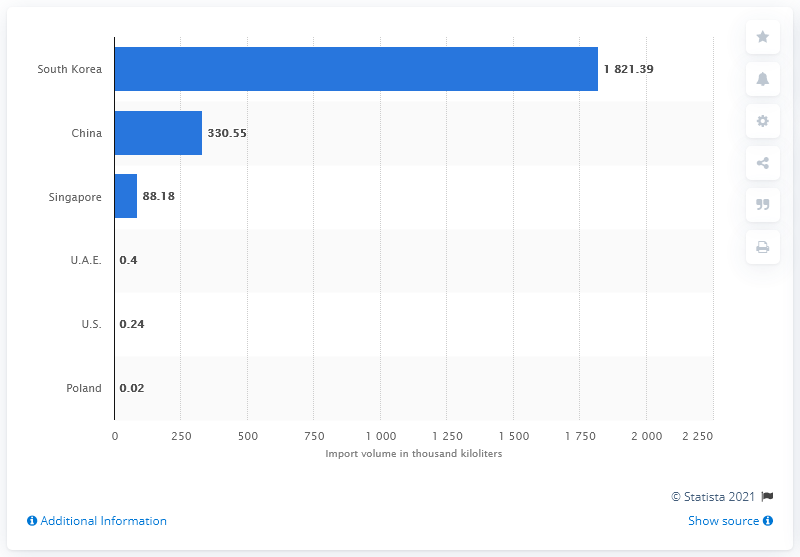 South Korea 1 821.39
China 330.55
Singapore 88.18
U.A.E. 0.4
U.S. 0.24
Poland 0.02
0 250 500 750 1 000 1 250 1 500 1 750 2 000 2 250
Import volume in thousand kiloliters
© Statista 2021
Additional Information Show source